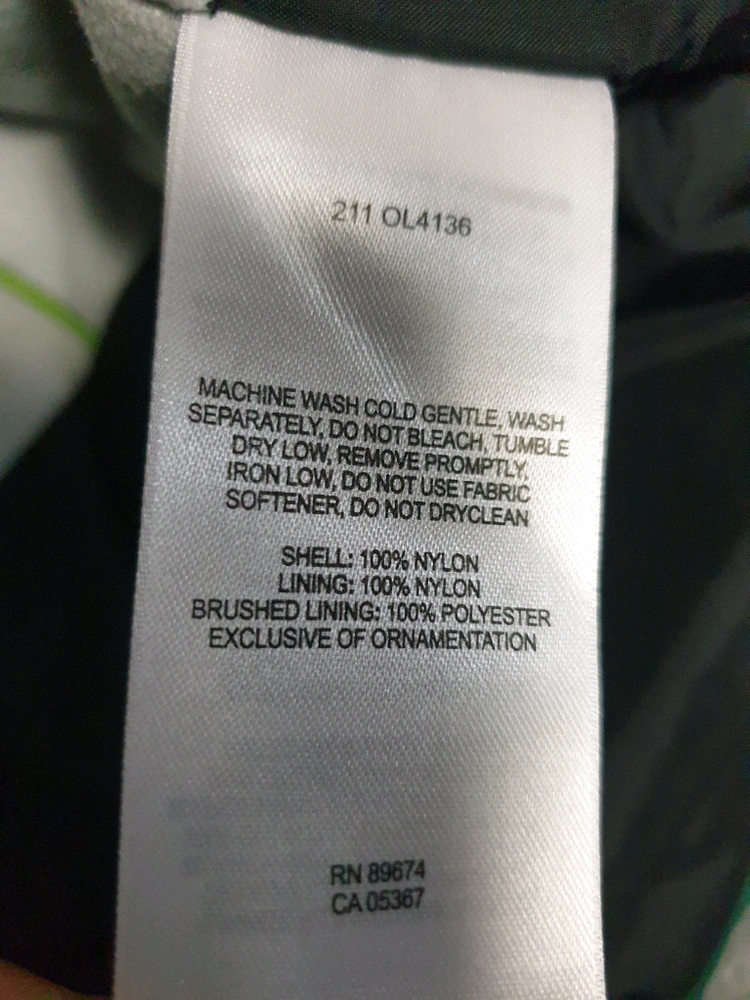 211 OL4136
MACHINE WASH COLD GENTLE, WASH
SEPARATELY, DO NOT BLEACH, TUMBLE
DRY LOW, REMOVE PROMPTLY,
IRON LOW, DO NOT USE FABRIC
SOFTENER, DO NOT DRYCLEAN
SHELL: 100% NYLON
LINING: 100% NYLON
BRUSHED LINING: 100% POLYESTER
EXCLUSIVE OF ORNAMENTATION
RN 89674
CA 05367